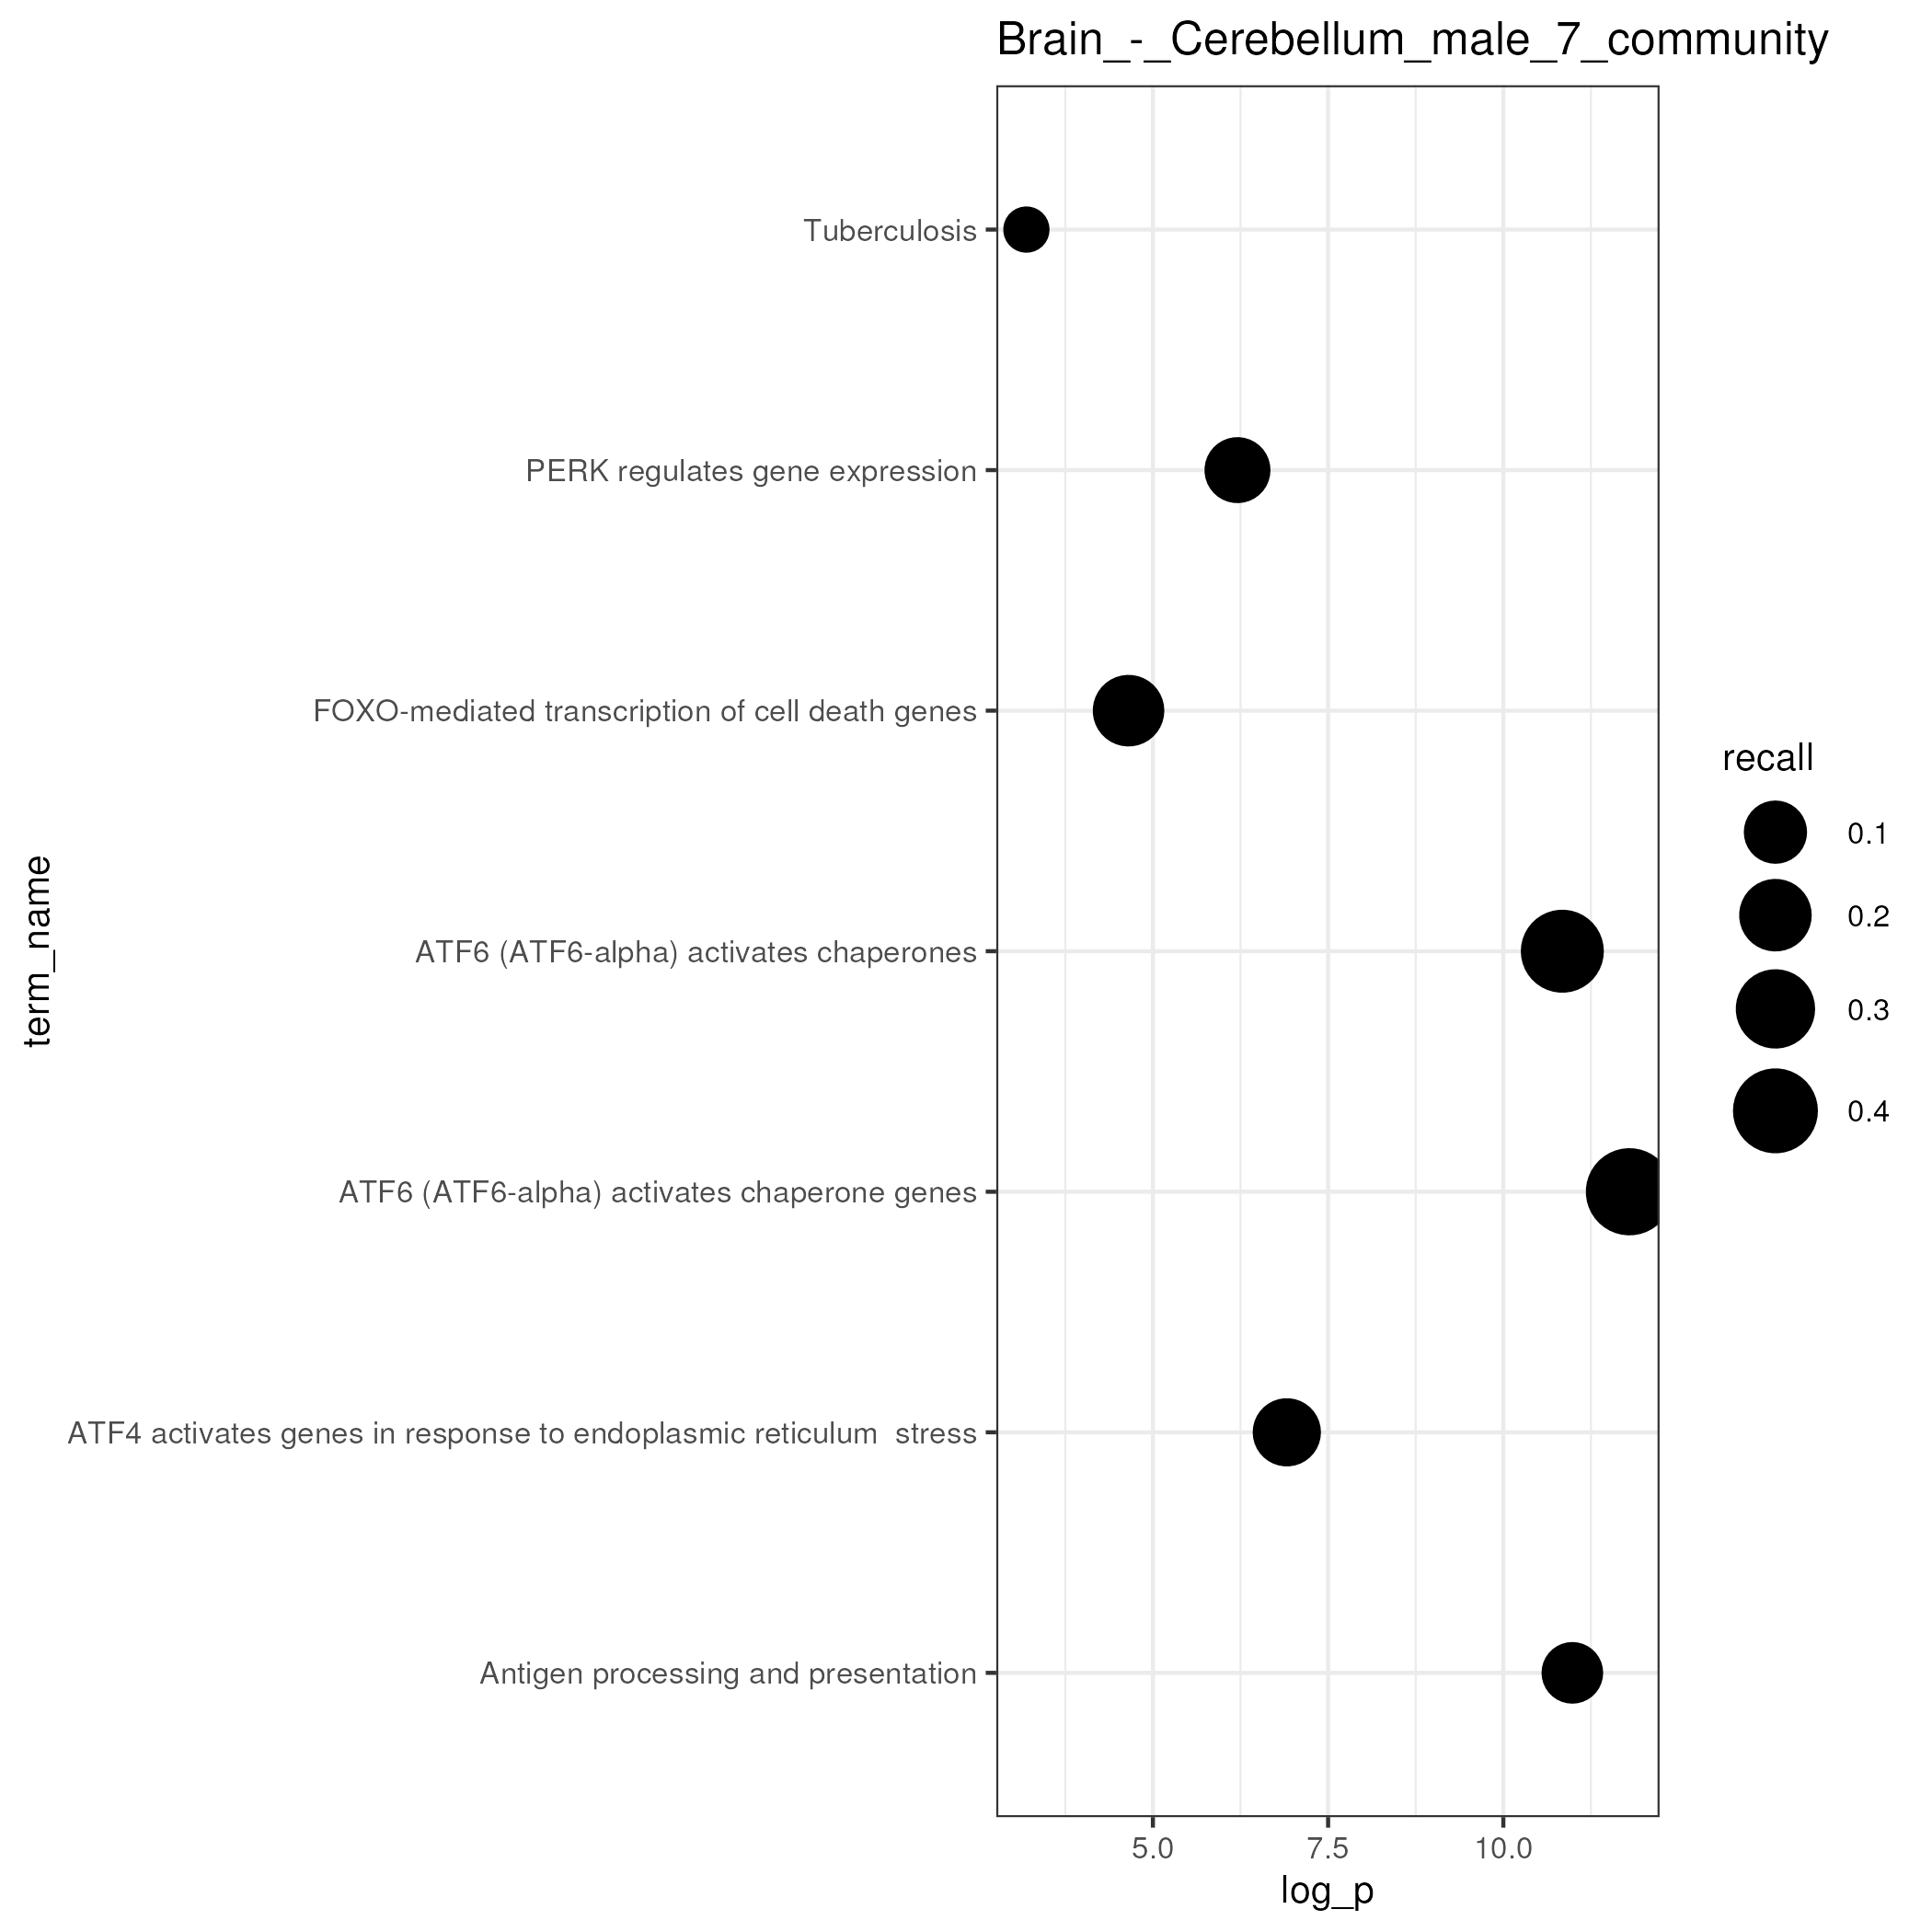 Brain_-_Cerebellum_male_7_community
Tuberculosis
PERK regulates gene expression
FOXO-mediated transcription of cell death genes
ATF6 (ATF6-alpha) activates chaperones
ATF6 (ATF6-alpha) activates chaperone genes
ATF4 activates genes in response to endoplasmic reticulum  stress
Antigen processing and presentation
term_name
5.0
7.5
10.0
log_p
recall
0.1
0.2
0.3
0.4